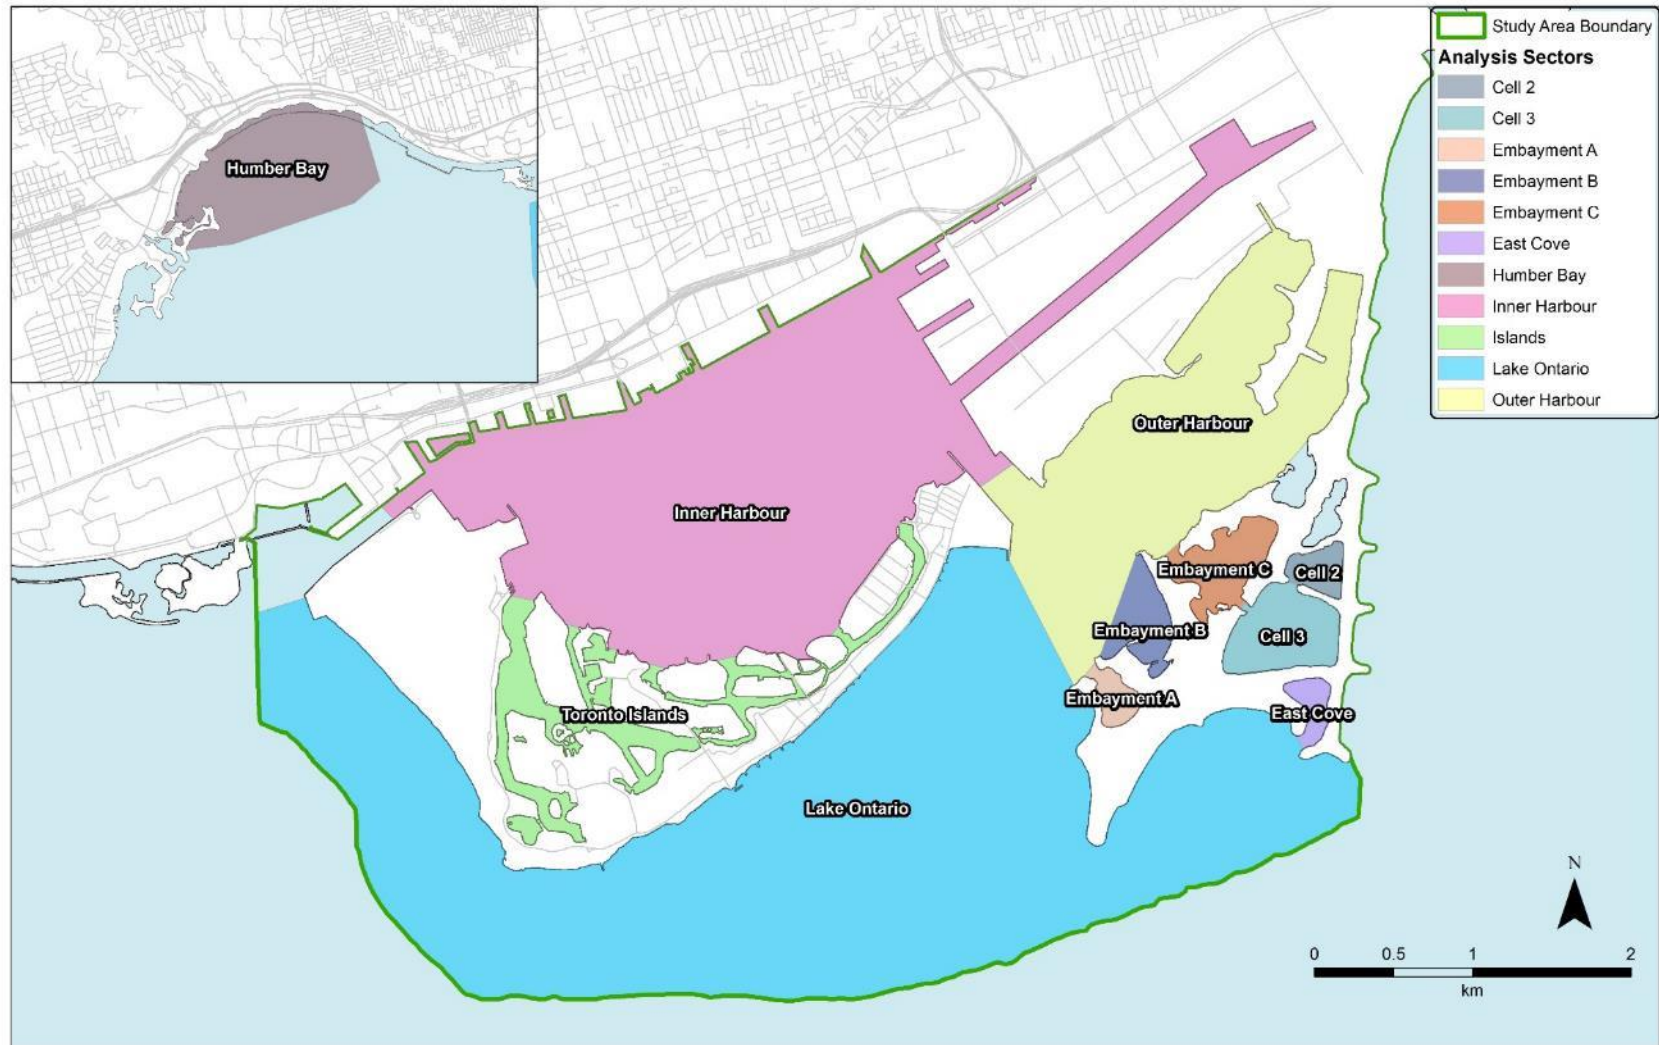 Humber Bay
Study Area Boundary
Analysis Sectors
Cell 2
Cell 3
Embayment A
Embayment B
Embayment C
East Cove
Humber Bay
Inner Harbour
Islands
Lake Ontario
Outer Harbour
Outer Harbour
Inner Harbour
Embayment C
Cell 2
Embayment B
Cell 3
Embayment A
Toronto Islands
East Cove
Lake Ontario
N
0 0.5 1 2
km